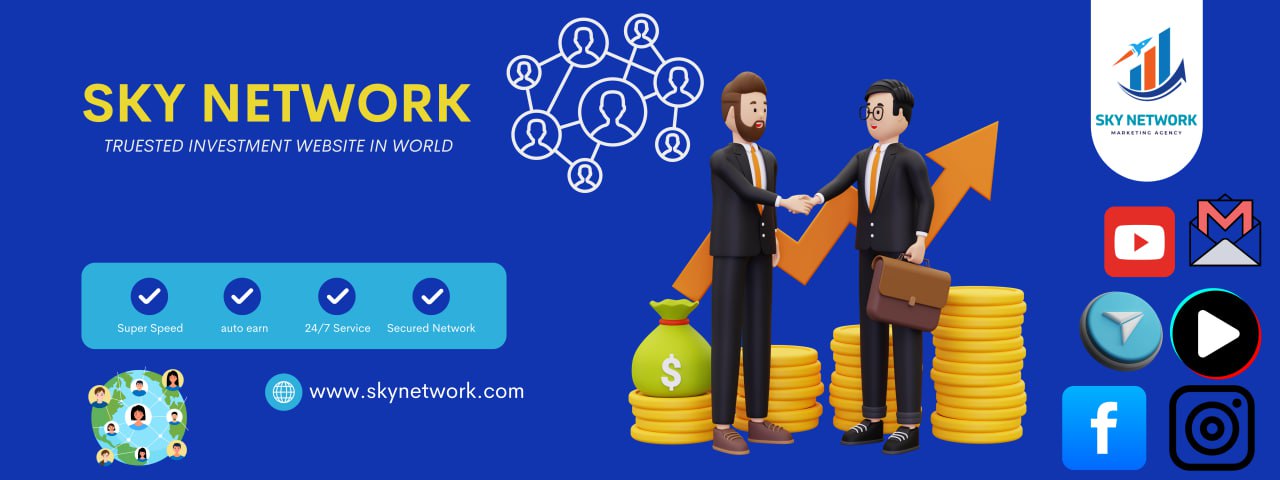 SKY NETWORK
TRUESTED INVESTMENT WEBSITE IN WORLD
Super Speed
auto earn
24/7 Service
Secured Network
www.skynetwork.com
$
SKY NETWORK
MARKETING AGENCY
f